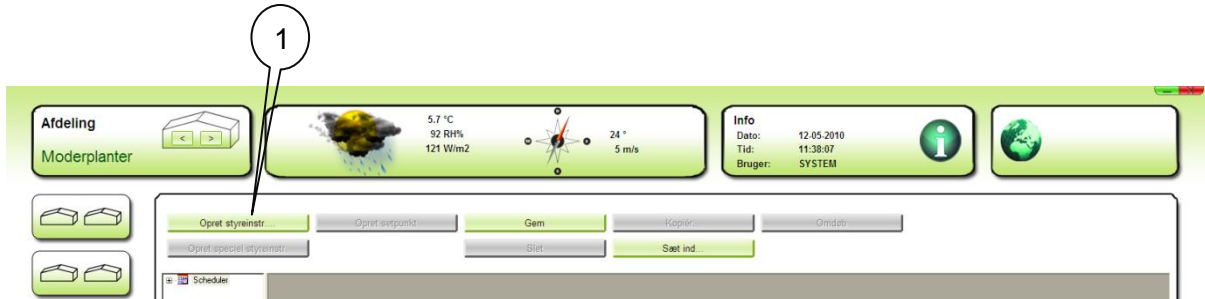 1
Afdeling
< >
Moderplanter
5.7 °C
92 RH%
121 W/m2
24 °
5 m/s
Info
Dato: 12-05-2010
Tid: 11:38:07
Bruger: SYSTEM
Opret styreinstr.... Opret setpunkt Gem Kopiér... Omdøb
Opret speciel styreinstr. Slet Sæt ind...
Scheduler